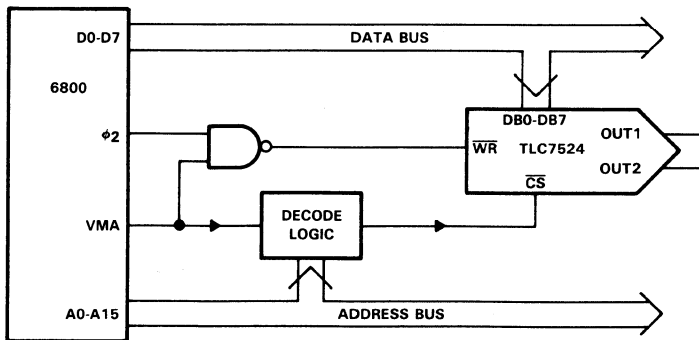 D0-D7
DATA BUS
6800
DB0-DB7
ϕ2
OUT1
WR TLC7524
OUT2
CS
VMA
DECODE
LOGIC
A0-A15
ADDRESS BUS